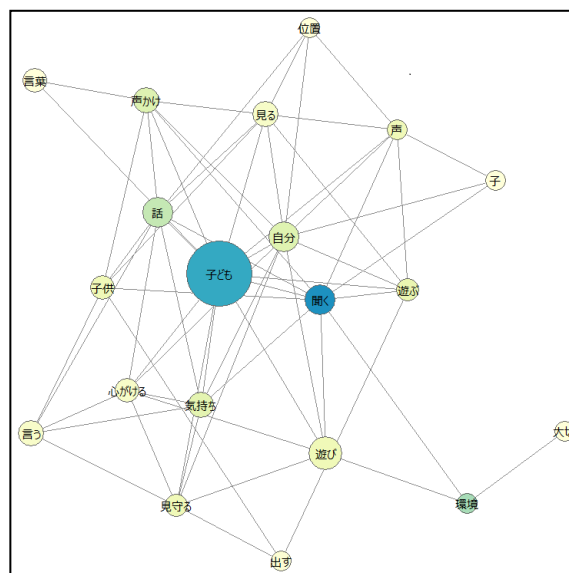 位置
言葉
声かけ
見る
声
子
話
自分
子ども
子供
聞く
遊ぶ
心がける
気持ち
言う
大切
遊び
見守る
環境
出す